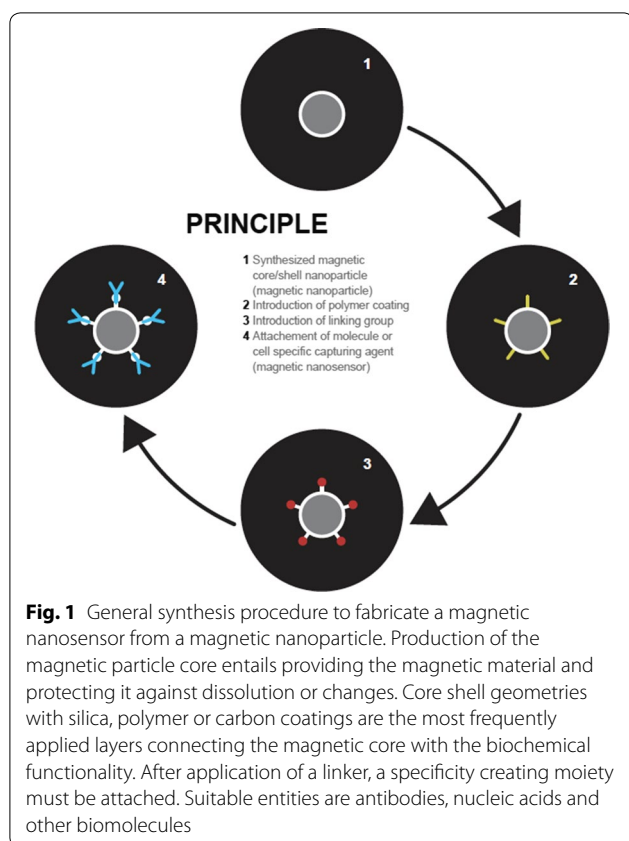 1
PRINCIPLE
1 Synthesized magnetic
core/shell nanoparticle
(magnetic nanoparticle)
2 Introduction of polymer coating
3 Introduction of linking group
4 Attachement of molecule or
cell specific capturing agent
(magnetic nanosensor)
4
2
3
Fig. 1 General synthesis procedure to fabricate a magnetic
nanosensor from a magnetic nanoparticle. Production of the
magnetic particle core entails providing the magnetic material and
protecting it against dissolution or changes. Core shell geometries
with silica, polymer or carbon coatings are the most frequently
applied layers connecting the magnetic core with the biochemical
functionality. After application of a linker, a specificity creating moiety
must be attached. Suitable entities are antibodies, nucleic acids and
other biomolecules